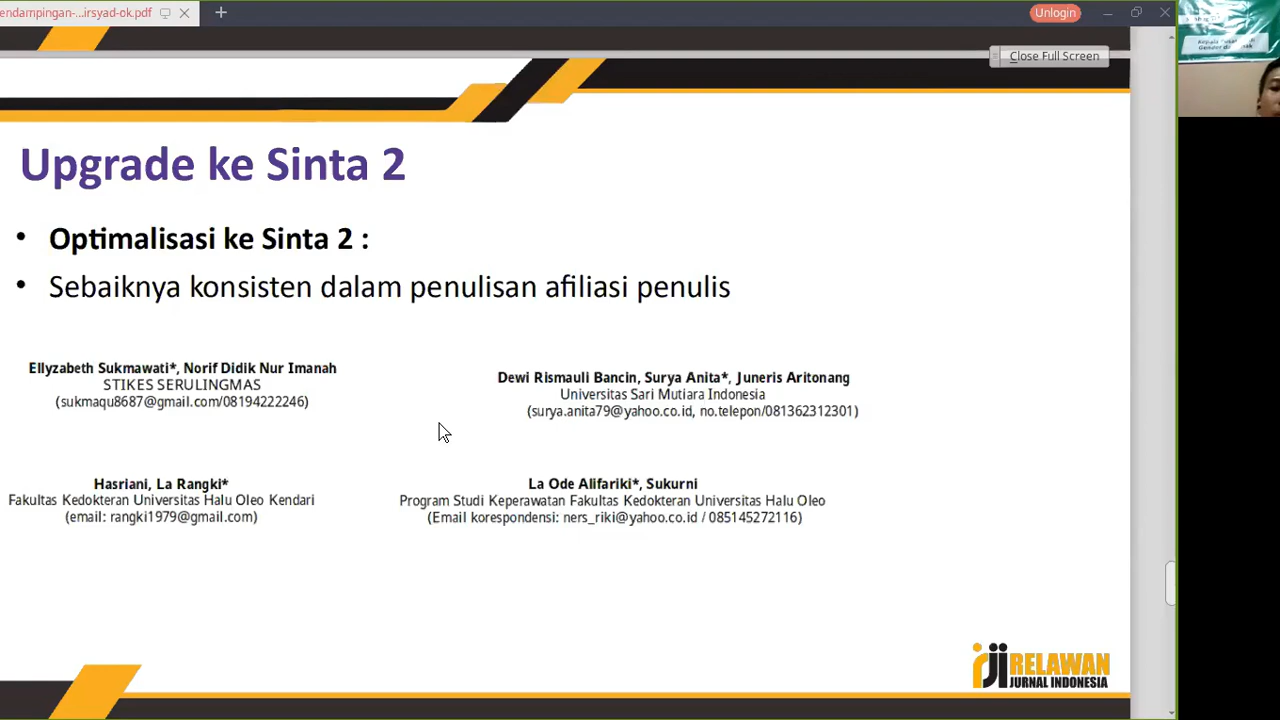 endampingan-...irsyad-ok.pdf
Unlogin
Close Full Screen
Upgrade ke Sinta 2
• Optimalisasi ke Sinta 2 :
• Sebaiknya konsisten dalam penulisan afiliasi penulis
Ellyzabeth Sukmawati*, Norif Didik Nur Imanah
STIKES SERULINGMAS
(sukmaqu8687@gmail.com/08194222246)
Dewi Rismauli Bancin, Surya Anita*, Juneris Aritonang
Universitas Sari Mutiara Indonesia
(surya.anita79@yahoo.co.id, no.telepon/081362312301)
Hasriani, La Rangki*
Fakultas Kedokteran Universitas Halu Oleo Kendari
(email: rangki1979@gmail.com)
La Ode Alifariki*, Sukurni
Program Studi Keperawatan Fakultas Kedokteran Universitas Halu Oleo
(Email korespondensi: ners_riki@yahoo.co.id / 085145272116)
rji RELAWAN
JURNAL INDONESIA